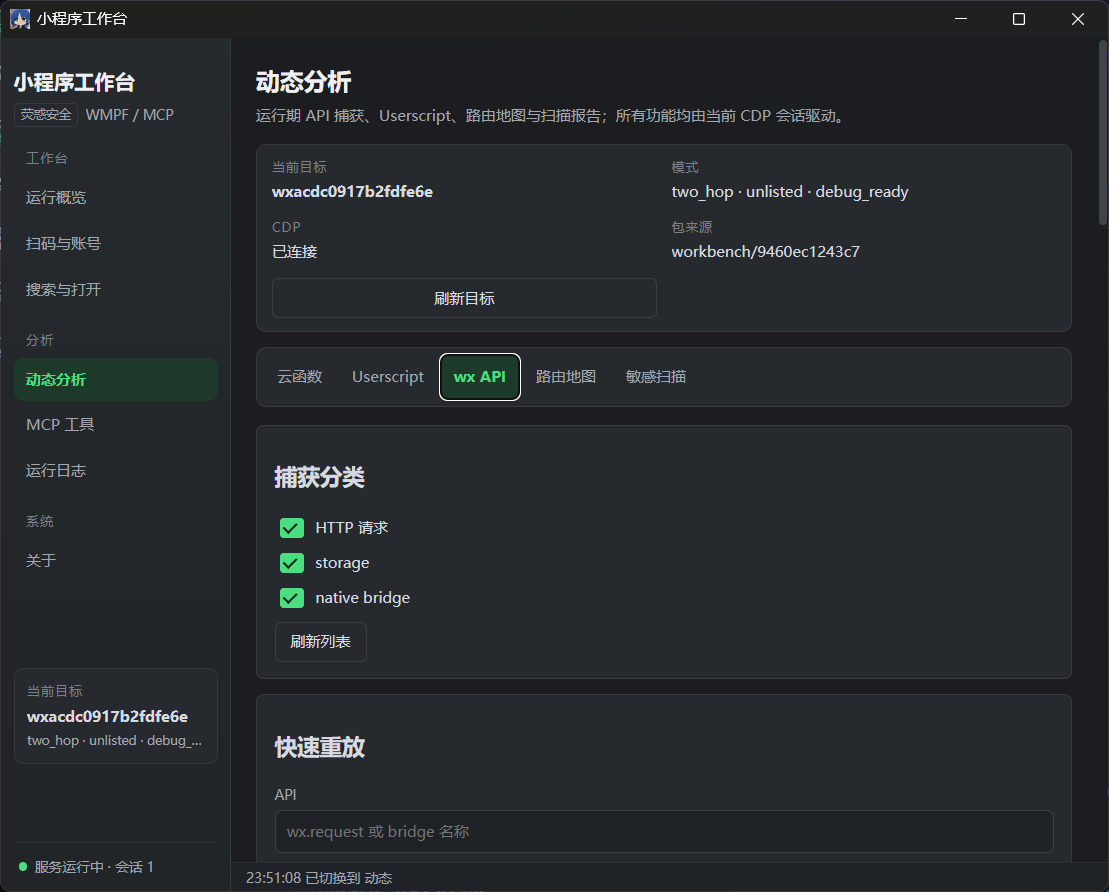 小程序工作台
小程序工作台
荧惑安全 WMPF / MCP
工作台
运行概览
扫码与账号
搜索与打开
分析
动态分析
MCP 工具
运行日志
系统
关于
当前目标
wxacdc0917b2fdfe6e
two_hop · unlisted · debug_...
服务运行中 · 会话 1
动态分析
运行期 API 捕获、Userscript、路由地图与扫描报告；所有功能均由当前 CDP 会话驱动。
当前目标
wxacdc0917b2fdfe6e
模式
two_hop · unlisted · debug_ready
CDP
已连接
包来源
workbench/9460ec1243c7
刷新目标
云函数 Userscript wx API 路由地图 敏感扫描
捕获分类
HTTP 请求
storage
native bridge
刷新列表
快速重放
API
wx.request 或 bridge 名称
23:51:08 已切换到 动态